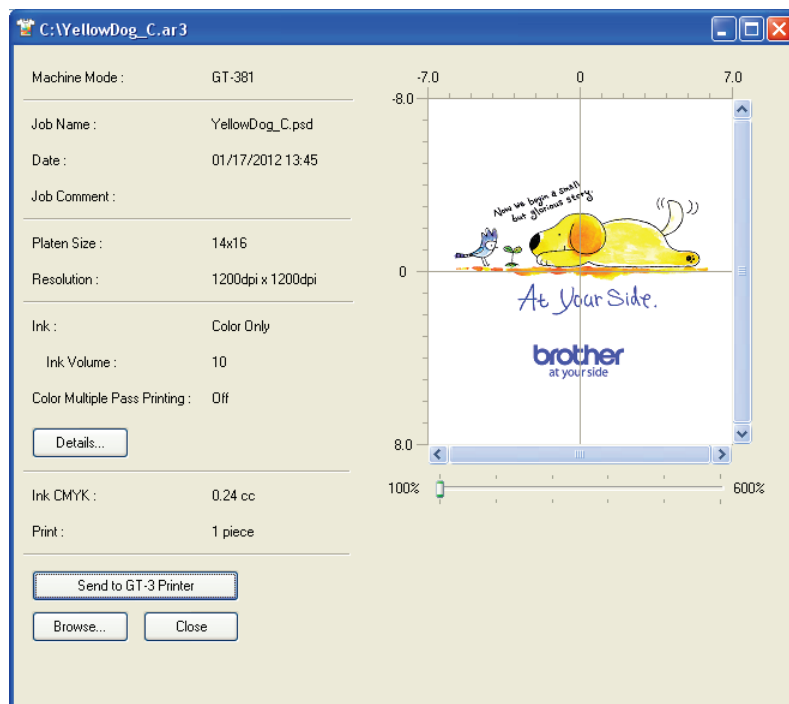 C:\YellowDog_C.ar3
Machine Mode : GT-381
Job Name : YellowDog_C.psd
Date : 01/17/2012 13:45
Job Comment :
Platen Size : 14x16
Resolution : 1200dpi x 1200dpi
Ink : Color Only
Ink Volume : 10
Color Multiple Pass Printing : Off
Details...
Ink CMYK : 0.24 cc
Print : 1 piece
Send to GT-3 Printer
Browse... Close
-7.0 0 7.0
-8.0
Now we begin a small
but glorious story.
0
At Your Side.
brother
at your side
8.0
100% 600%